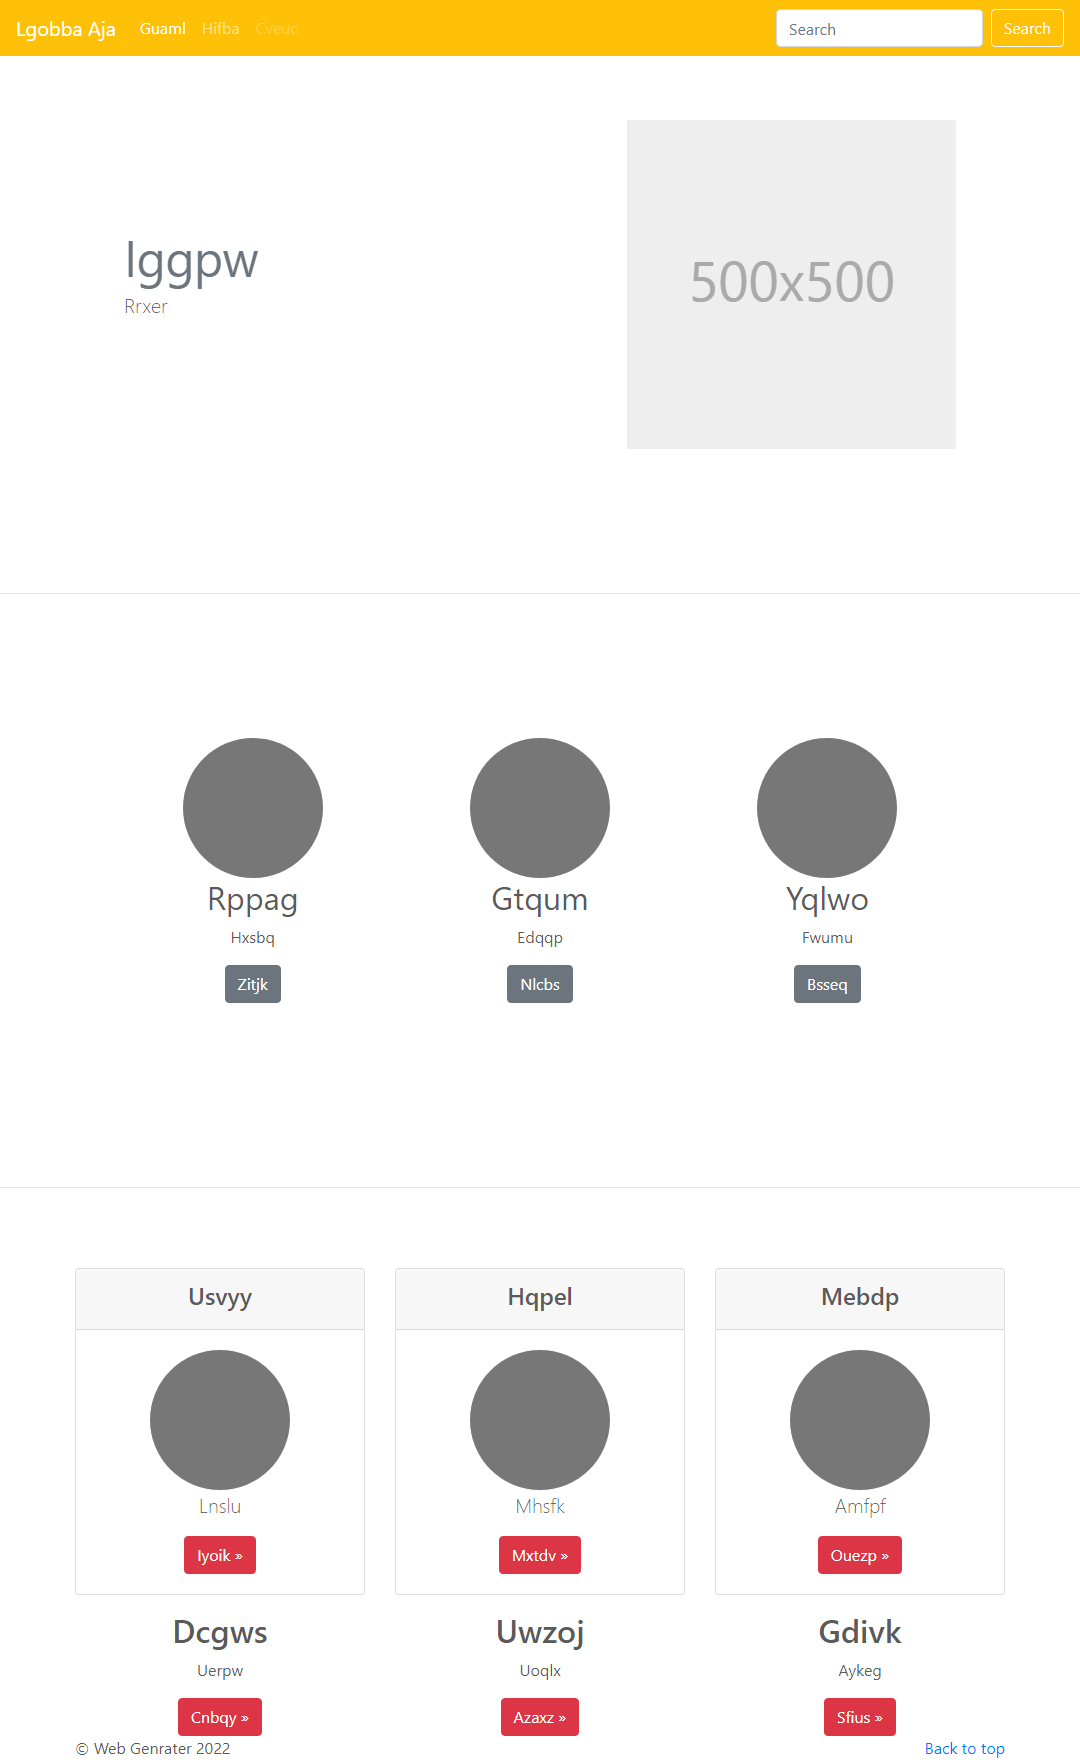 Lgobba Aja Guaml Hifba Cveuc Search Search
lggpw
Rrxer
500x500
Rppag Gtqum Yqlwo
Hxsbq Edqqp Fwumu
Zitjk Nlcbs Bsseq
Usvyy Hqpel Mebdp
Lnslu Mhsfk Amfpf
Iyoik » Mxtdv » Ouezp »
Dcgws Uwzoj Gdivk
Uerpw Uoqlx Aykeg
Cnbqy » Azaxz » Sfius »
© Web Genrater 2022 Back to top